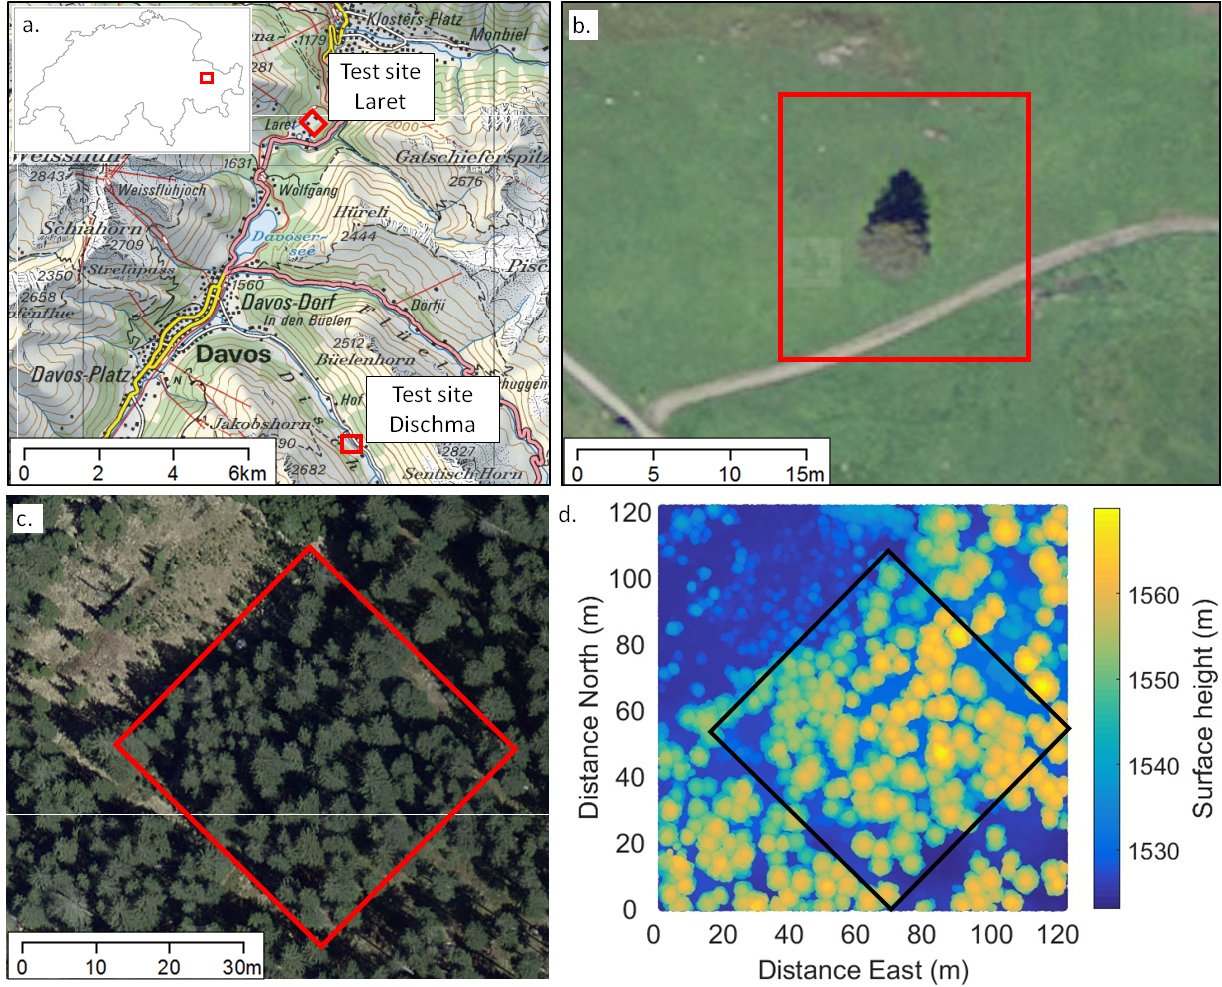 a.
Klosters-Platz
1179
Monbiel
281
Test site
Laret
Laret
2000
Gatschieferspitz
2676
Weissfluh
2843
1631
Weissfluhjoch
Wolfgang
Schiahorn
2709
Hüreli
2444
Davoser-
see
2350
Strelapass
2658
Pisc
1560
Davos-Dorf
In den Büelen
Dörfji
Flüel
2512
Büelenhorn
Davos
Davos-Platz
Disch
huggen
Hof
Test site
Dischma
Jakobshorn
90
2682
2827
Sentisch Horn
0 2 4 6km
b.
0 5 10 15m
c.
0 10 20 30m
d.
120
100
80
60
40
20
0
Distance North (m)
0 20 40 60 80 100 120
Distance East (m)
1560
1550
1540
1530
Surface height (m)